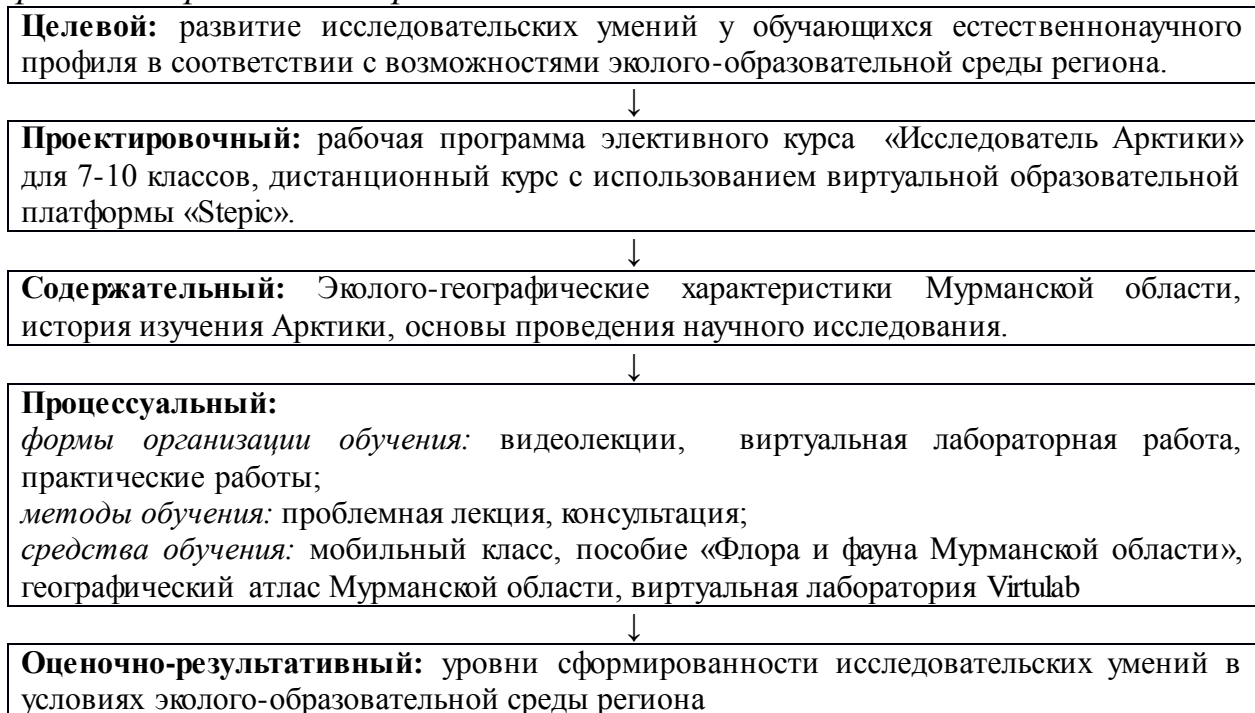 Целевой: развитие исследовательских умений у обучающихся естественнонаучного
профиля в соответствии с возможностями эколого-образовательной среды региона.
↓
Проектировочный: рабочая программа элективного курса «Исследователь Арктики»
для 7-10 классов, дистанционный курс с использованием виртуальной образовательной
платформы «Stepic».
↓
Содержательный: Эколого-географические характеристики Мурманской области,
история изучения Арктики, основы проведения научного исследования.
↓
Процессуальный:
формы организации обучения: видеолекции, виртуальная лабораторная работа,
практические работы;
методы обучения: проблемная лекция, консультация;
средства обучения: мобильный класс, пособие «Флора и фауна Мурманской области»,
географический атлас Мурманской области, виртуальная лаборатория Virtulab
↓
Оценочно-результативный: уровни сформированности исследовательских умений в
условиях эколого-образовательной среды региона